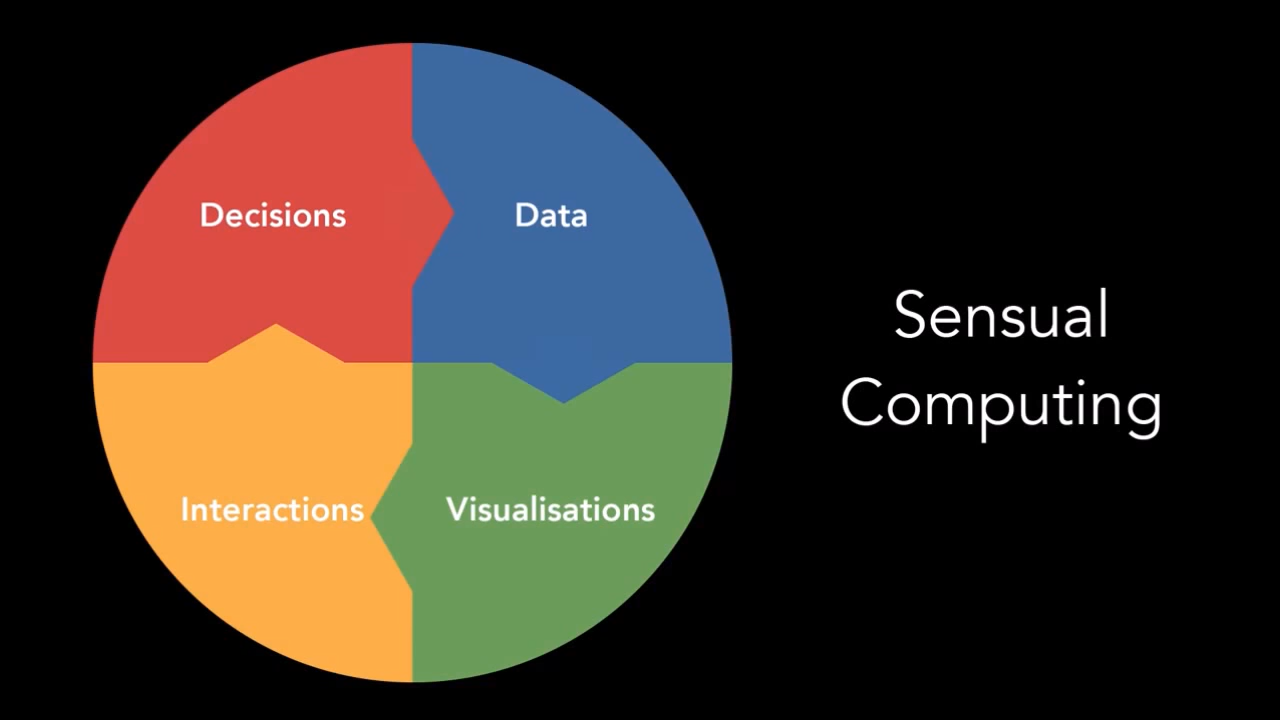 Decisions
Data
Sensual
Computing
Interactions
Visualisations